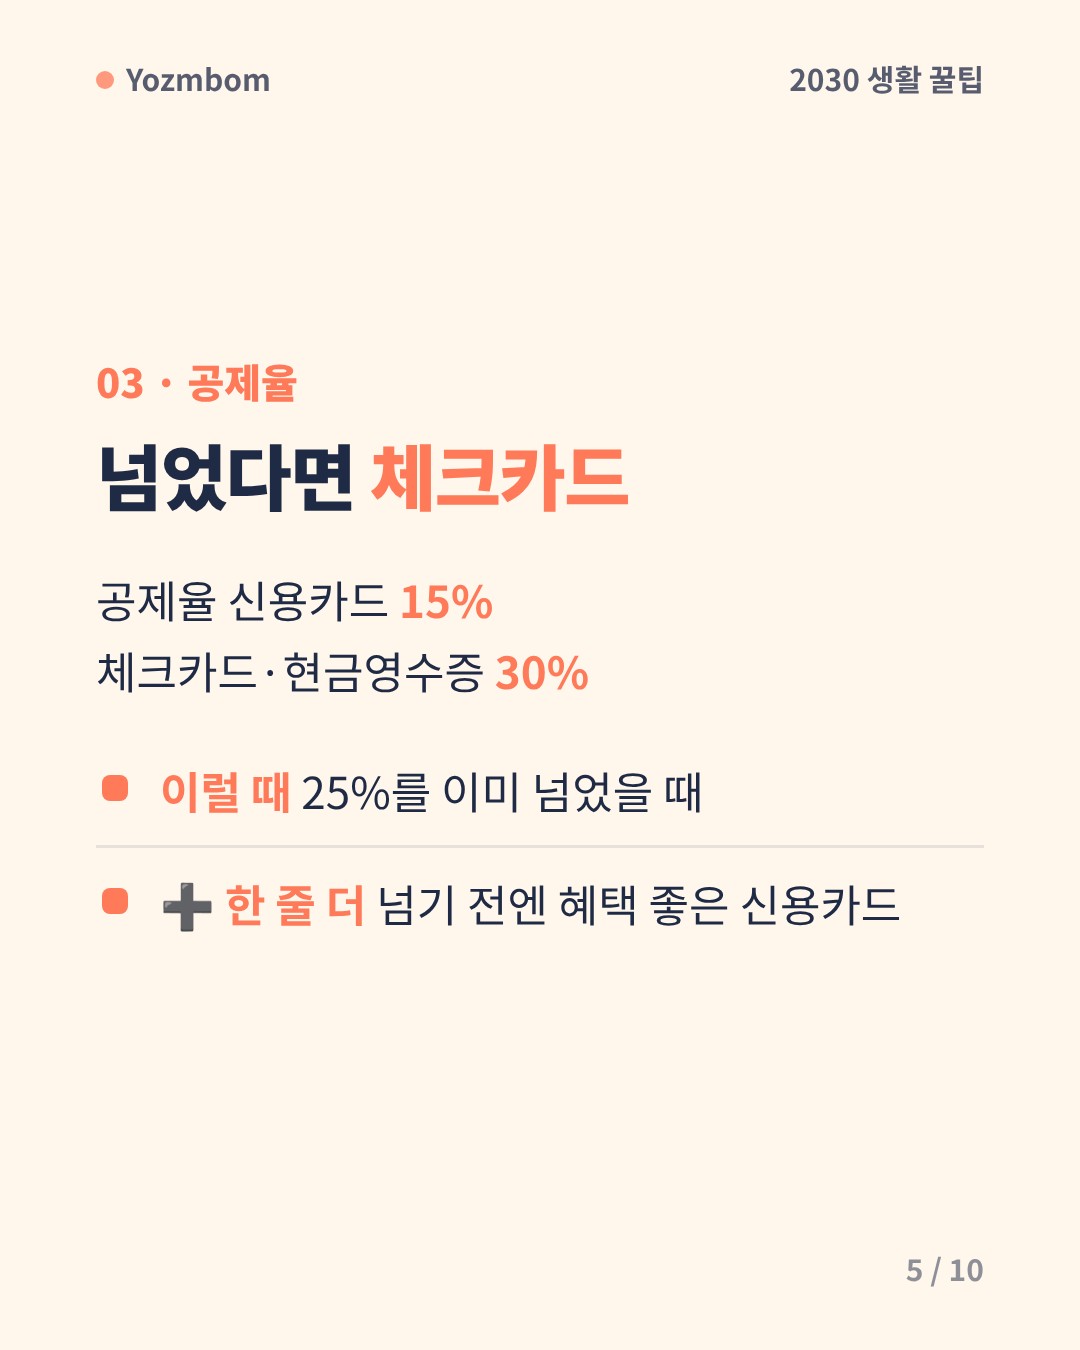 Yozmbom
2030 생활 꿀팁
03 · 공제율
넘었다면 체크카드
공제율 신용카드 15%
체크카드·현금영수증 30%
이럴 때 25%를 이미 넘었을 때
➕ 한 줄 더 넘기 전엔 혜택 좋은 신용카드
5 / 10